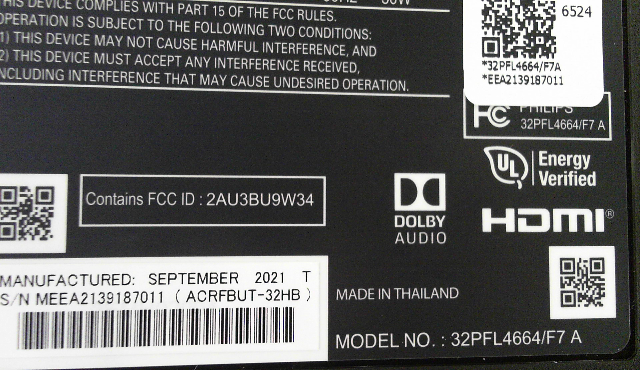 THIS DEVICE COMPLIES WITH PART 15 OF THE FCC RULES.
OPERATION IS SUBJECT TO THE FOLLOWING TWO CONDITIONS:
1) THIS DEVICE MAY NOT CAUSE HARMFUL INTERFERENCE, AND
2) THIS DEVICE MUST ACCEPT ANY INTERFERENCE RECEIVED,
INCLUDING INTERFERENCE THAT MAY CAUSE UNDESIRED OPERATION.
6524
*32PFL4664/F7A
*EEA2139187011
FC PHILIPS
32PFL4664/F7 A
UL Energy
Verified
Contains FCC ID : 2AU3BU9W34
DOLBY
AUDIO
HDMI®
MANUFACTURED: SEPTEMBER 2021 T
S/N MEEA2139187011 ( ACRFBUT-32HB )
MADE IN THAILAND
MODEL NO. : 32PFL4664/F7 A